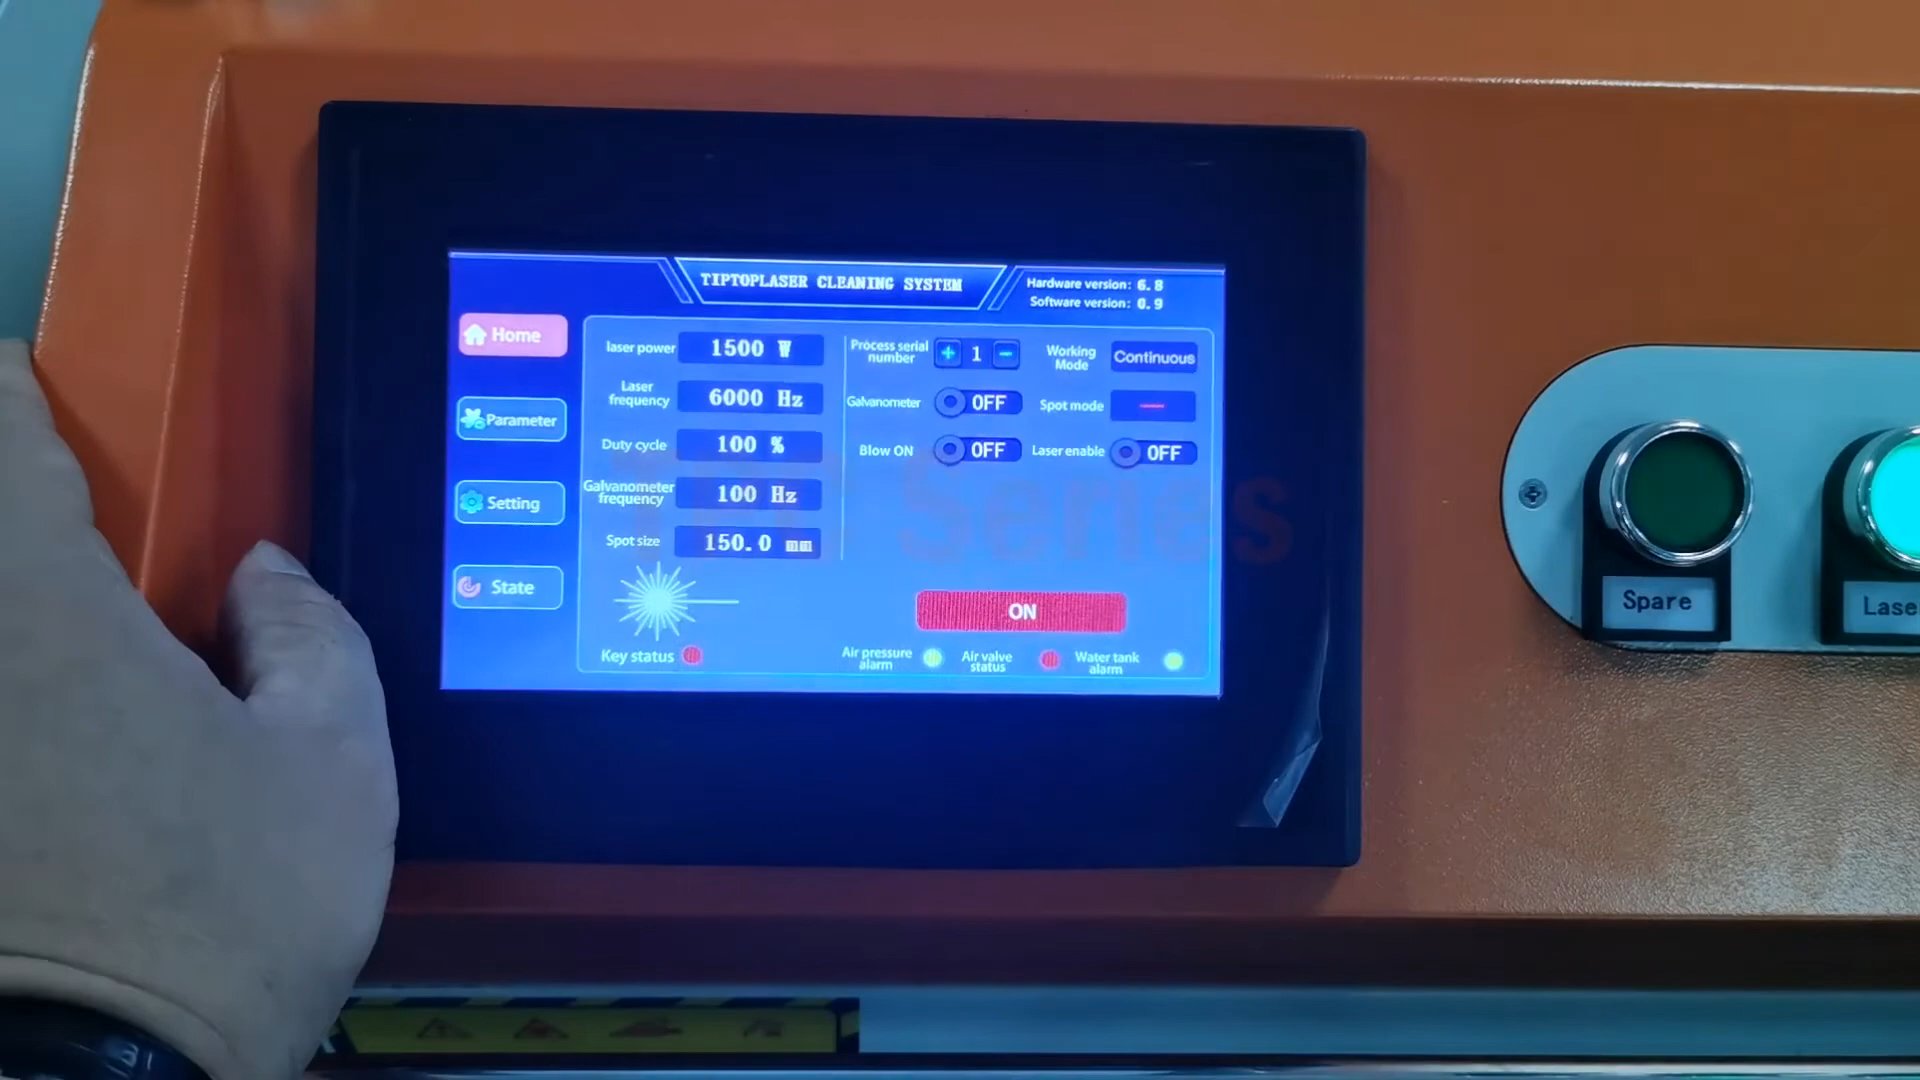 TIPTOPLASER CLEANING SYSTEM
Hardware version: 6.8
Software version: 0.9
Home
Parameter
Setting
State
laser power 1500 W
Laser frequency 6000 Hz
Duty cycle 100 %
Galvanometer frequency 100 Hz
Spot size 150.0 mm
Process serial number + 1 -
Working Mode Continuous
Galvanometer OFF
Spot mode
Blow ON OFF
Laser enable OFF
Series
ON
Key status
Air pressure alarm
Air valve status
Water tank alarm
Spare
Lase